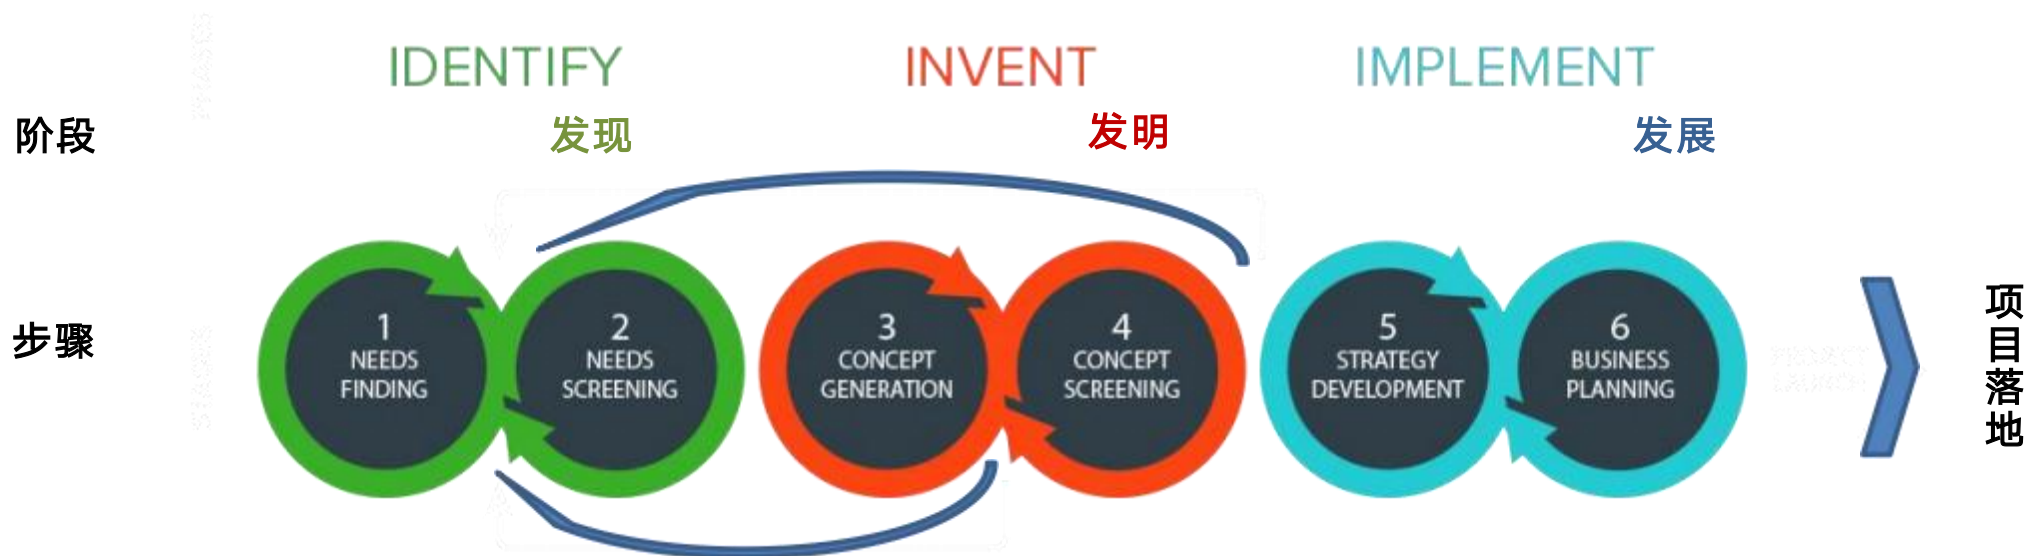 IDENTIFY
INVENT
IMPLEMENT
阶段
发现
发明
发展
步骤
1
NEEDS
FINDING
2
NEEDS
SCREENING
3
CONCEPT
GENERATION
4
CONCEPT
SCREENING
5
STRATEGY
DEVELOPMENT
6
BUSINESS
PLANNING
项目落地